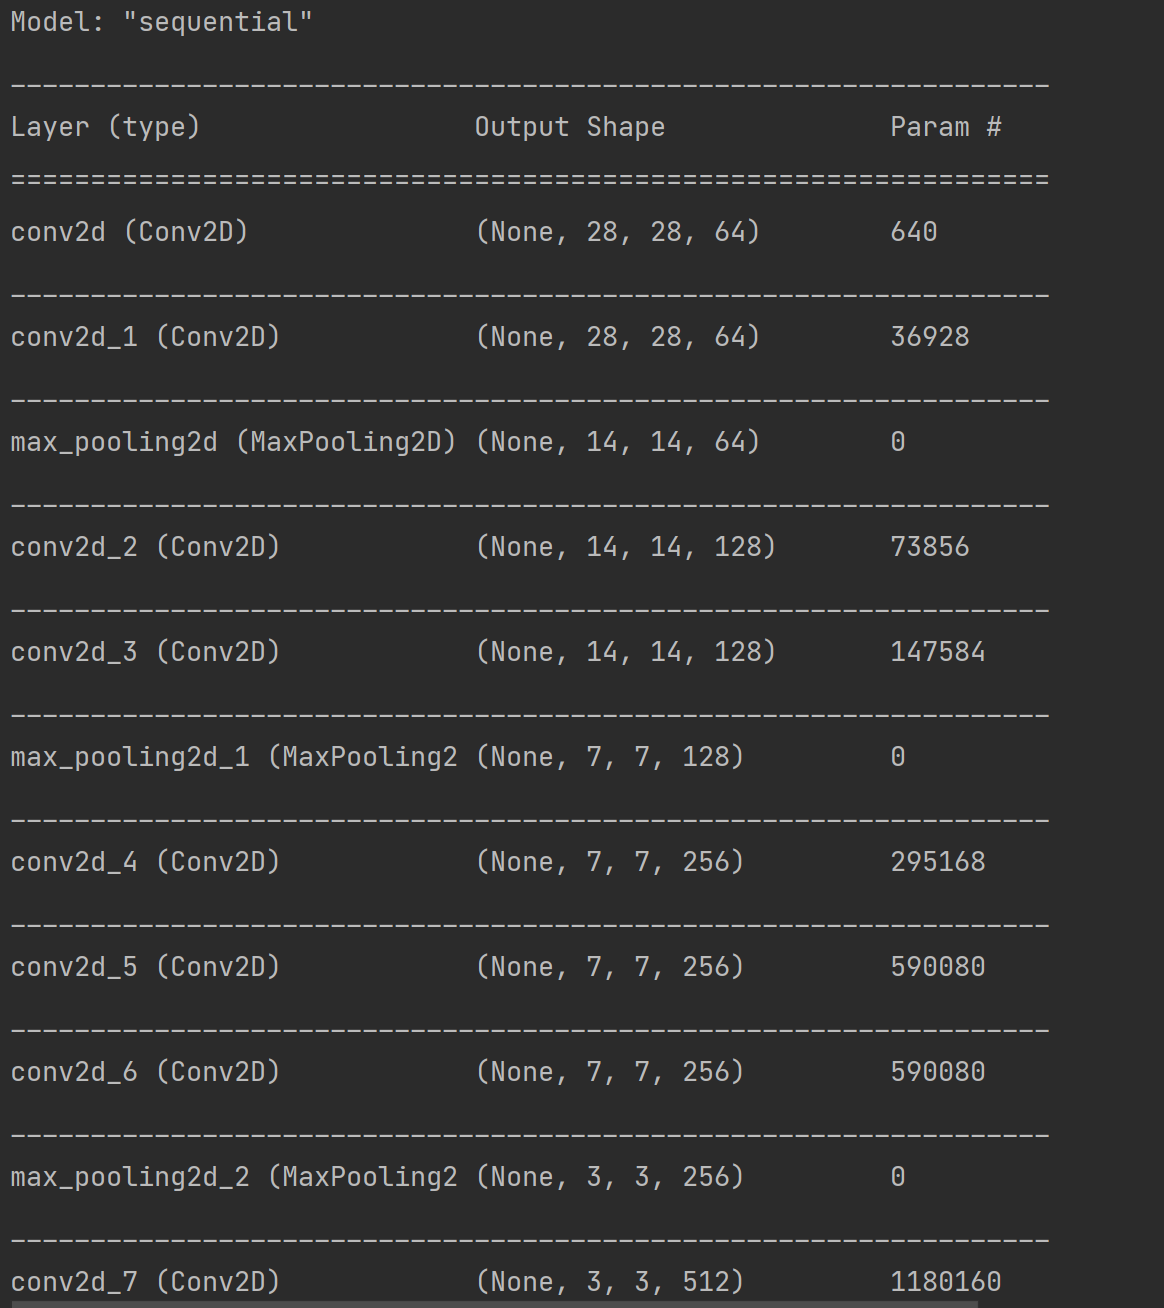 Model: "sequential"
_________________________________________________________________
Layer (type)                 Output Shape              Param #
=================================================================
conv2d (Conv2D)              (None, 28, 28, 64)        640
_________________________________________________________________
conv2d_1 (Conv2D)            (None, 28, 28, 64)        36928
_________________________________________________________________
max_pooling2d (MaxPooling2D) (None, 14, 14, 64)        0
_________________________________________________________________
conv2d_2 (Conv2D)            (None, 14, 14, 128)       73856
_________________________________________________________________
conv2d_3 (Conv2D)            (None, 14, 14, 128)       147584
_________________________________________________________________
max_pooling2d_1 (MaxPooling2 (None, 7, 7, 128)         0
_________________________________________________________________
conv2d_4 (Conv2D)            (None, 7, 7, 256)         295168
_________________________________________________________________
conv2d_5 (Conv2D)            (None, 7, 7, 256)         590080
_________________________________________________________________
conv2d_6 (Conv2D)            (None, 7, 7, 256)         590080
_________________________________________________________________
max_pooling2d_2 (MaxPooling2 (None, 3, 3, 256)         0
_________________________________________________________________
conv2d_7 (Conv2D)            (None, 3, 3, 512)         1180160